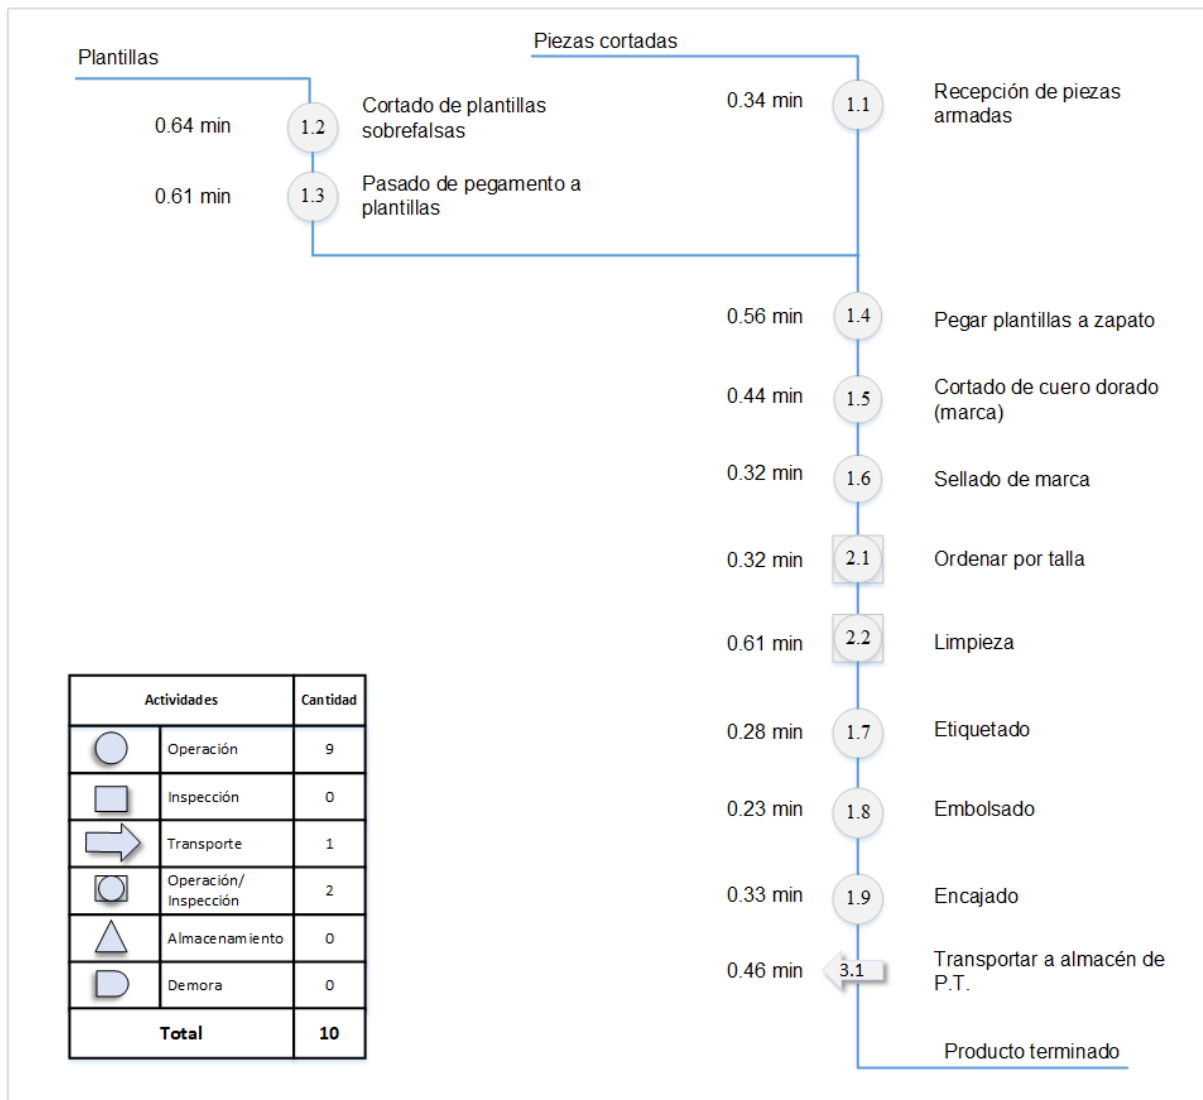 Plantillas
Piezas cortadas
0.64 min
1.2
Cortado de plantillas
sobrefalsas
0.34 min
1.1
Recepción de piezas
armadas
0.61 min
1.3
Pasado de pegamento a
plantillas
0.56 min
1.4
Pegar plantillas a zapato
0.44 min
1.5
Cortado de cuero dorado
(marca)
0.32 min
1.6
Sellado de marca
0.32 min
2.1
Ordenar por talla
0.61 min
2.2
Limpieza
0.28 min
1.7
Etiquetado
0.23 min
1.8
Embolsado
0.33 min
1.9
Encajado
0.46 min
3.1
Transportar a almacén de
P.T.
Producto terminado
Actividades Cantidad
Operación 9
Inspección 0
Transporte 1
Operación/
Inspección 2
Almacenamiento 0
Demora 0
Total 10